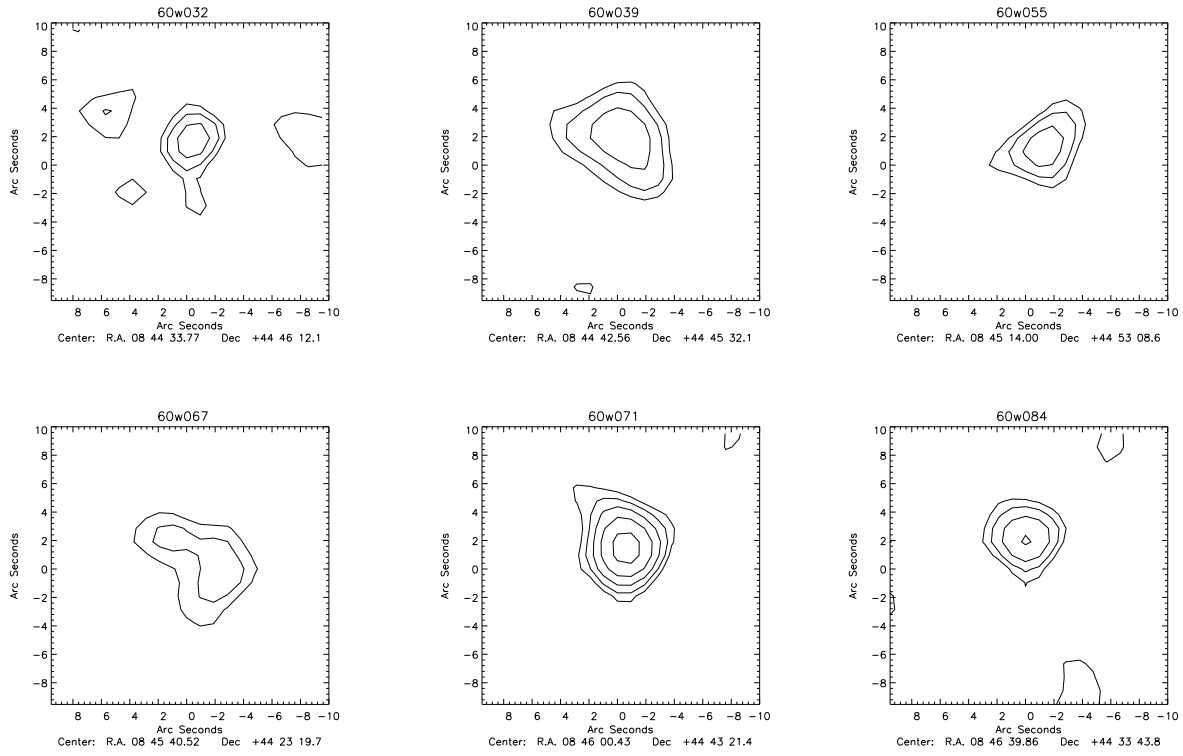 60w032
60w039
60w055
10
8
6
4
2
0
−2
−4
−6
−8
Arc Seconds
8 6 4 2 0 −2 −4 −6 −8 −10
Arc Seconds
Center: R.A. 08 44 33.77 Dec +44 46 12.1
10
8
6
4
2
0
−2
−4
−6
−8
Arc Seconds
8 6 4 2 0 −2 −4 −6 −8 −10
Arc Seconds
Center: R.A. 08 44 42.56 Dec +44 45 32.1
10
8
6
4
2
0
−2
−4
−6
−8
Arc Seconds
8 6 4 2 0 −2 −4 −6 −8 −10
Arc Seconds
Center: R.A. 08 45 14.00 Dec +44 53 08.6
60w067
60w071
60w084
10
8
6
4
2
0
−2
−4
−6
−8
Arc Seconds
8 6 4 2 0 −2 −4 −6 −8 −10
Arc Seconds
Center: R.A. 08 45 40.52 Dec +44 23 19.7
10
8
6
4
2
0
−2
−4
−6
−8
Arc Seconds
8 6 4 2 0 −2 −4 −6 −8 −10
Arc Seconds
Center: R.A. 08 46 00.43 Dec +44 43 21.4
10
8
6
4
2
0
−2
−4
−6
−8
Arc Seconds
8 6 4 2 0 −2 −4 −6 −8 −10
Arc Seconds
Center: R.A. 08 46 39.86 Dec +44 33 43.8